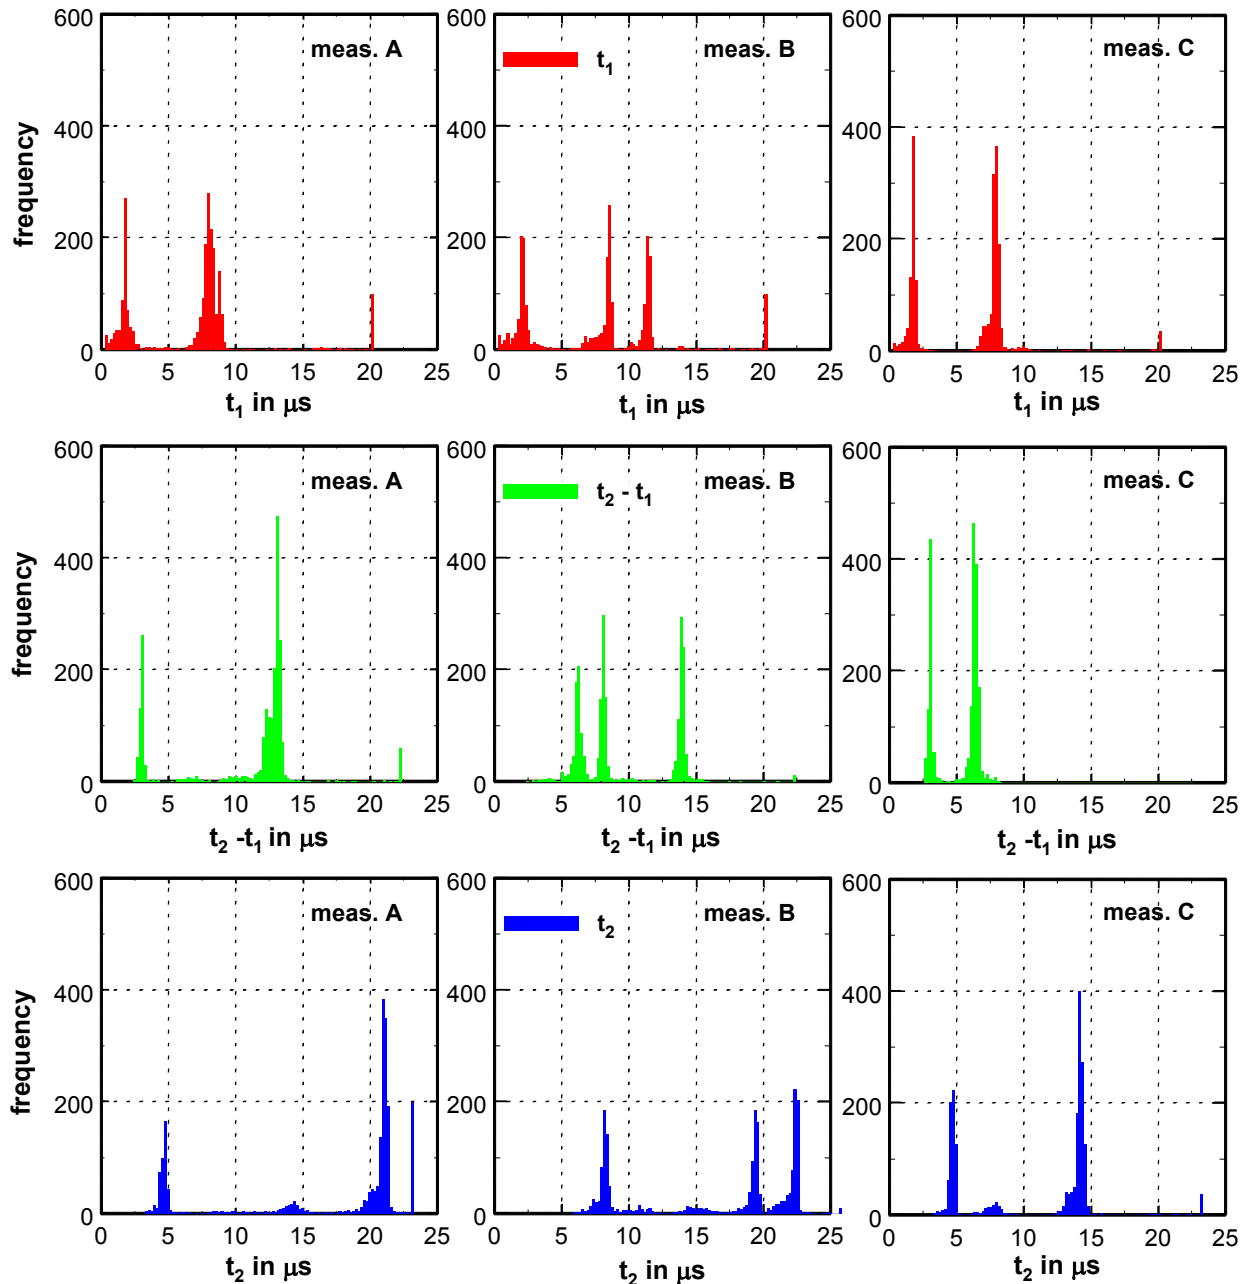 600 600 600
meas. A t₁ meas. B meas. C
400 400 400
frequency
200 200 200
0 0 0
0 5 10 15 20 25 0 5 10 15 20 25 0 5 10 15 20 25
t₁ in μs t₁ in μs t₁ in μs
600 600 600
meas. A t₂ - t₁ meas. B meas. C
400 400 400
frequency
200 200 200
0 0 0
0 5 10 15 20 25 0 5 10 15 20 25 0 5 10 15 20 25
t₂ -t₁ in μs t₂ -t₁ in μs t₂ -t₁ in μs
600 600 600
meas. A t₂ meas. B meas. C
400 400 400
frequency
200 200 200
0 0 0
0 5 10 15 20 25 0 5 10 15 20 25 0 5 10 15 20 25
t₂ in μs t₂ in μs t₂ in μs